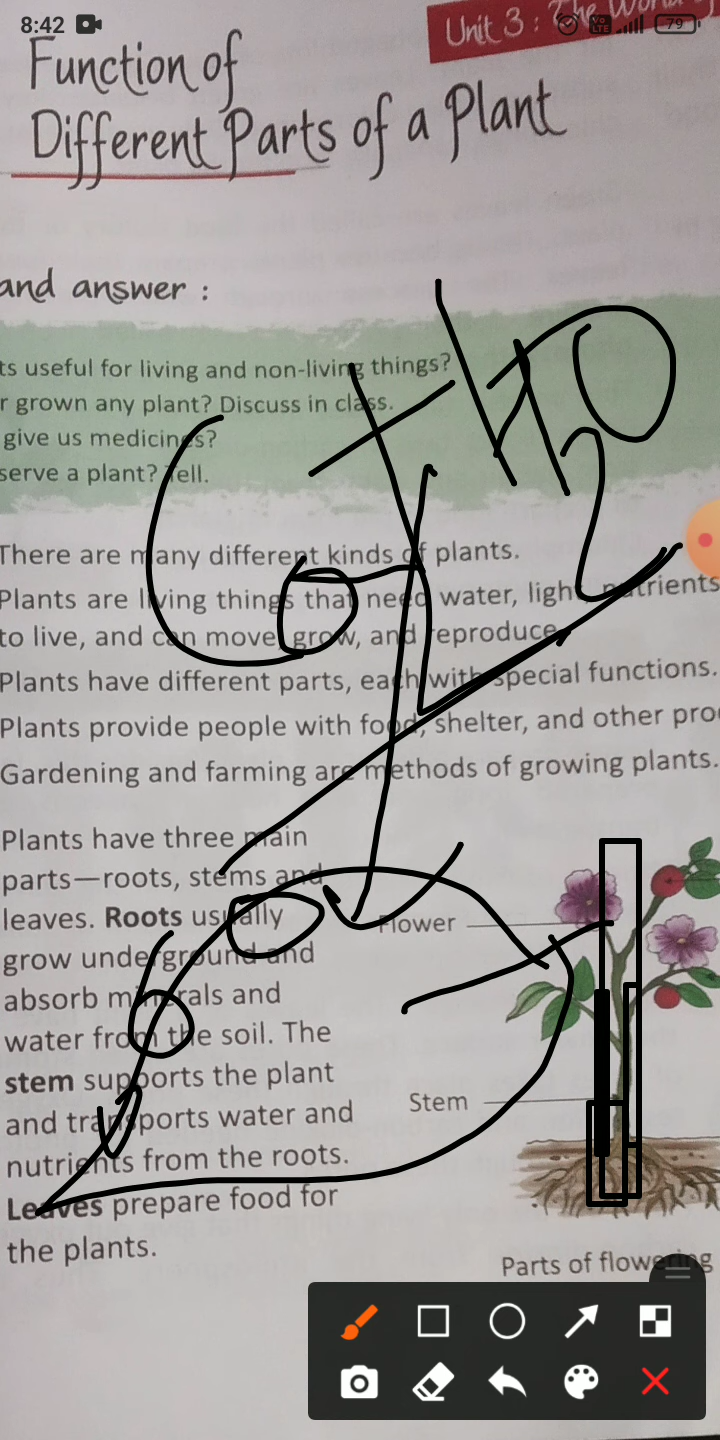 8:42
79
Unit 3 : The World
Function of
Different Parts of a Plant
and answer :
ts useful for living and non-living things?
r grown any plant? Discuss in class.
give us medicines?
serve a plant? Tell.
CO2 + H2O
There are many different kinds of plants.
Plants are living things that need water, light, nutrients
to live, and can move, grow, and reproduce.
Plants have different parts, each with special functions.
Plants provide people with food, shelter, and other pro
Gardening and farming are methods of growing plants.
Plants have three main
parts—roots, stems and
leaves. Roots usually
grow underground and
absorb minerals and
water from the soil. The
stem supports the plant
and transports water and
nutrients from the roots.
Leaves prepare food for
the plants.
Flower
Stem
Parts of flowering